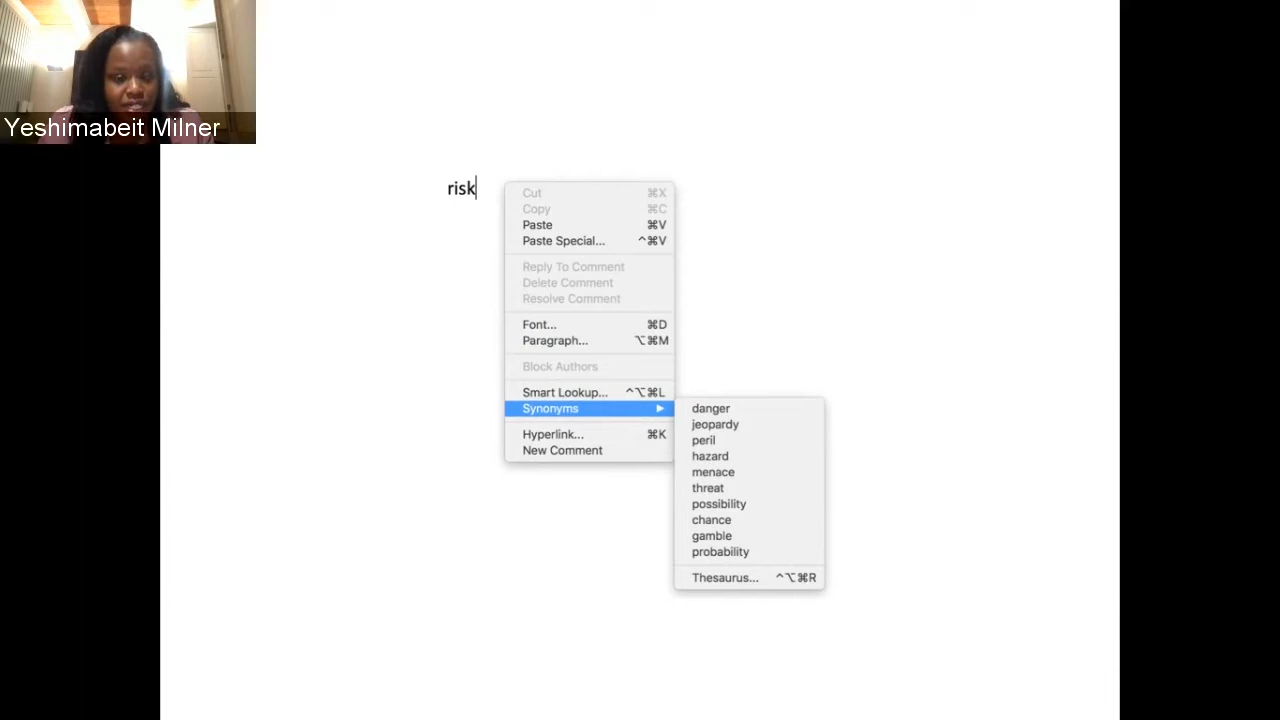 Yeshimabeit Milner
risk
Cut ⌘X
Copy ⌘C
Paste ⌘V
Paste Special... ^⌘V
Reply To Comment
Delete Comment
Resolve Comment
Font... ⌘D
Paragraph... ⌥⌘M
Block Authors
Smart Lookup... ^⌥⌘L
Synonyms ▶
Hyperlink... ⌘K
New Comment
danger
jeopardy
peril
hazard
menace
threat
possibility
chance
gamble
probability
Thesaurus... ^⌥⌘R